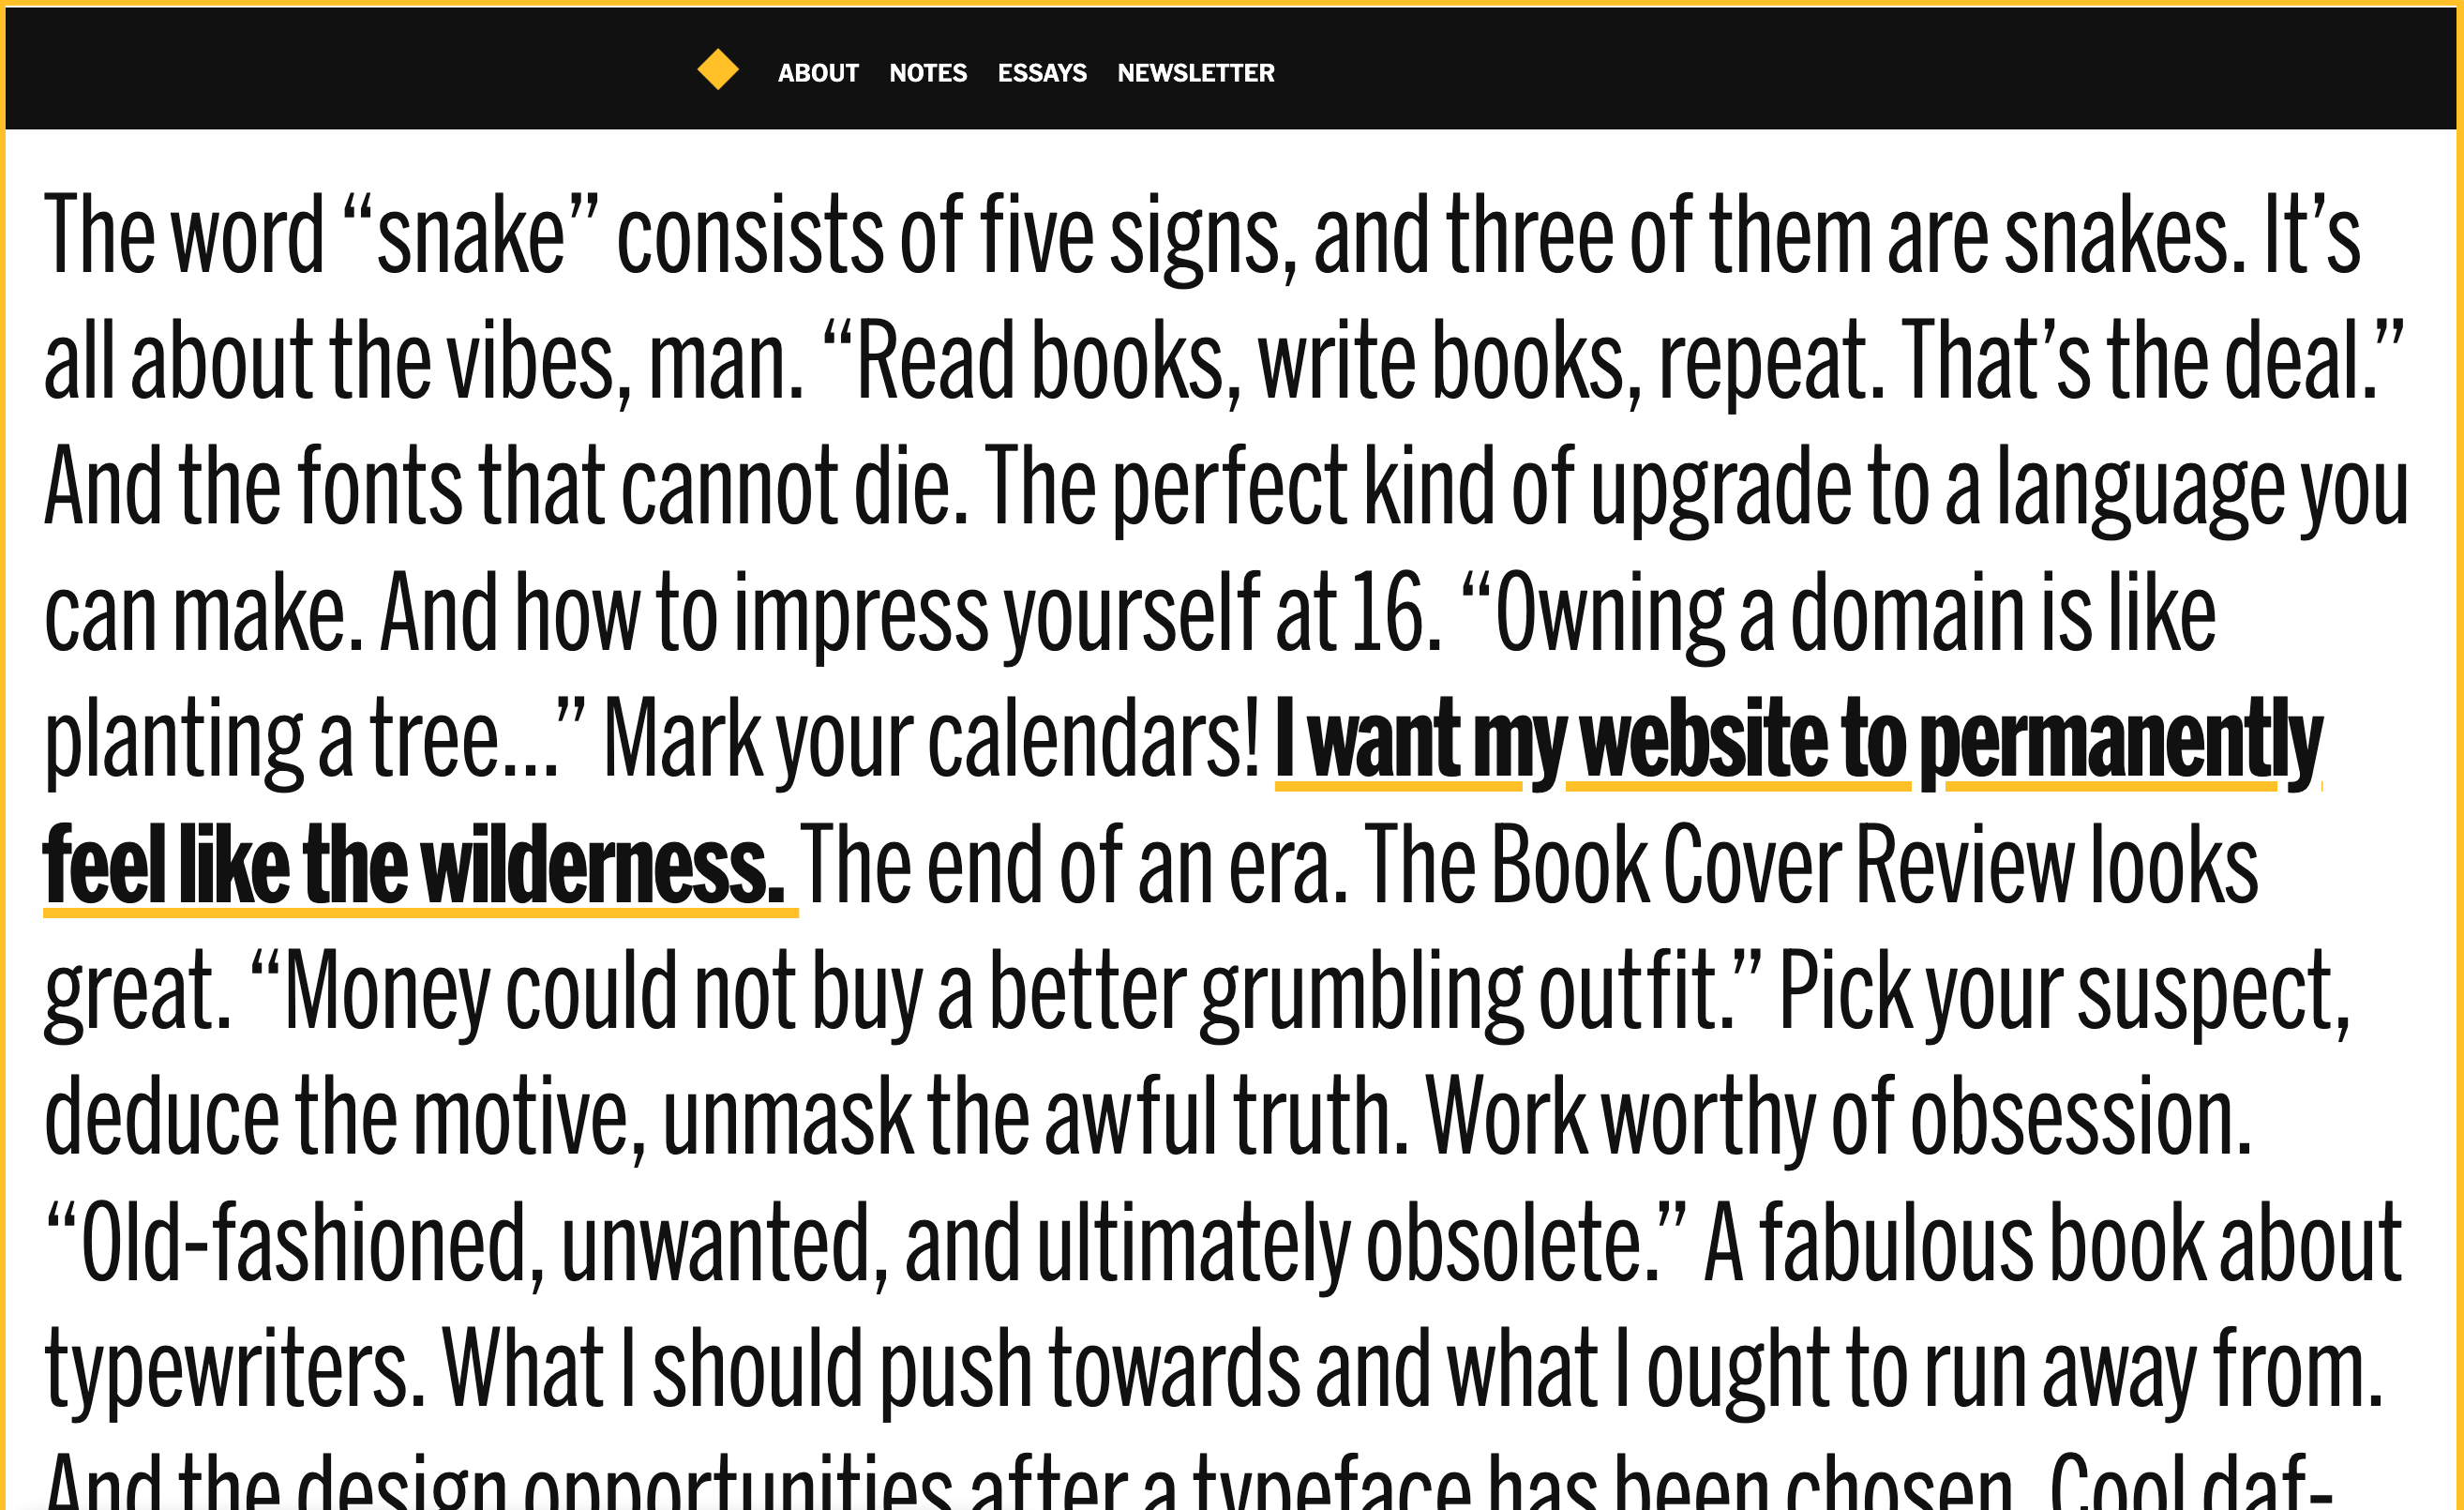 ABOUT NOTES ESSAYS NEWSLETTER
The word “snake” consists of five signs, and three of them are snakes. It’s
all about the vibes, man. “Read books, write books, repeat. That’s the deal.”
And the fonts that cannot die. The perfect kind of upgrade to a language you
can make. And how to impress yourself at 16. “Owning a domain is like
planting a tree...” Mark your calendars! I want my website to permanently
feel like the wilderness. The end of an era. The Book Cover Review looks
great. “Money could not buy a better grumbling outfit.” Pick your suspect,
deduce the motive, unmask the awful truth. Work worthy of obsession.
“Old-fashioned, unwanted, and ultimately obsolete.” A fabulous book about
typewriters. What I should push towards and what I ought to run away from.
And the design opportunities after a typeface has been chosen. Cool daf-